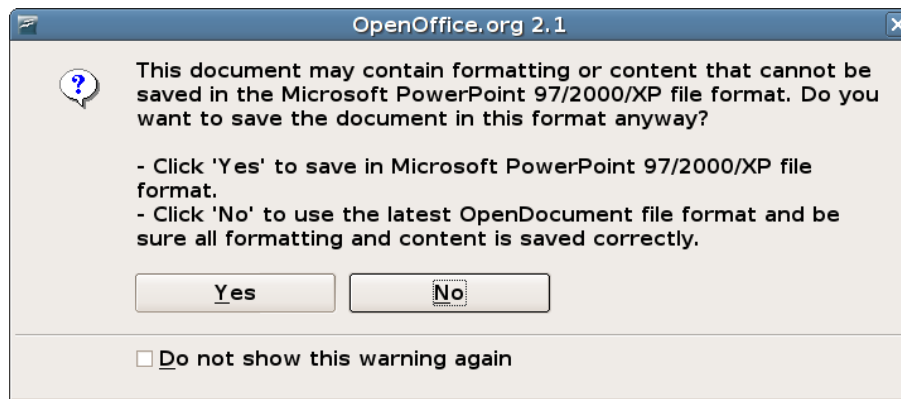 OpenOffice.org 2.1
This document may contain formatting or content that cannot be
saved in the Microsoft PowerPoint 97/2000/XP file format. Do you
want to save the document in this format anyway?
- Click 'Yes' to save in Microsoft PowerPoint 97/2000/XP file
format.
- Click 'No' to use the latest OpenDocument file format and be
sure all formatting and content is saved correctly.
Yes
No
Do not show this warning again